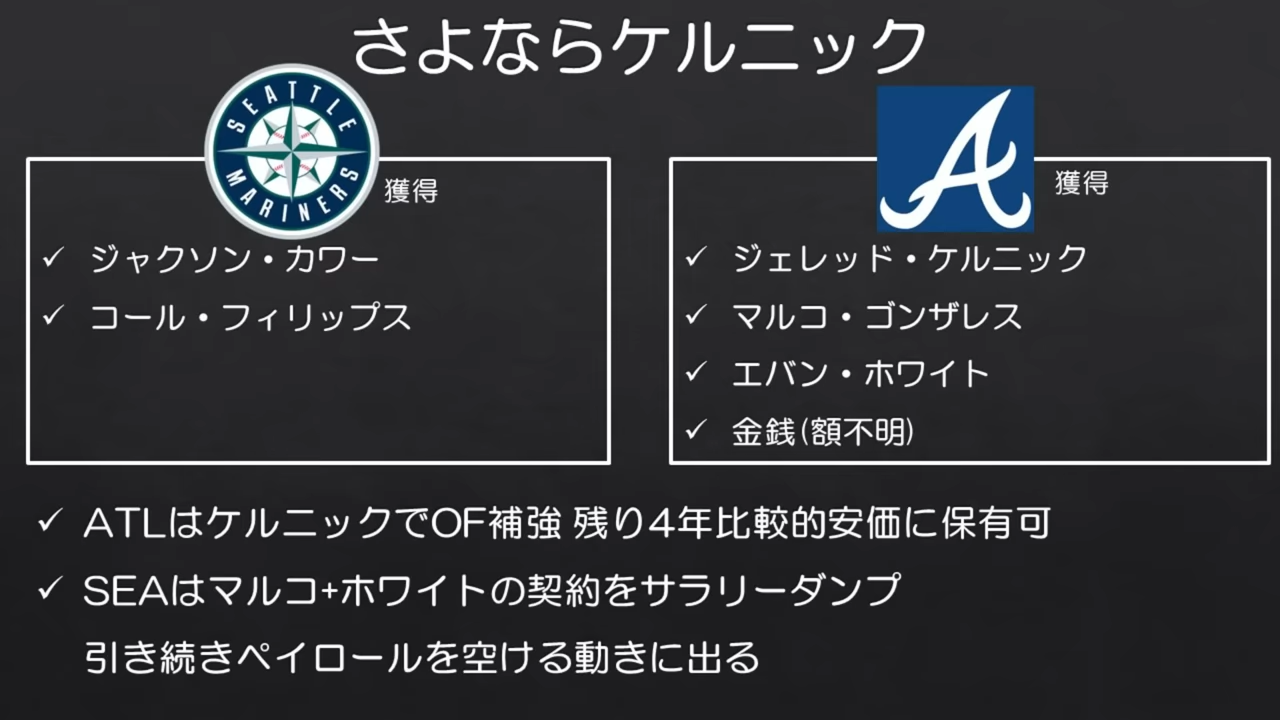 さよならケルニック
SEATTLE
MARINERS
獲得
✓ ジャクソン・カワー
✓ コール・フィリップス
A
獲得
✓ ジェレッド・ケルニック
✓ マルコ・ゴンザレス
✓ エバン・ホワイト
✓ 金銭(額不明)
✓ ATLはケルニックでOF補強 残り4年比較的安価に保有可
✓ SEAはマルコ+ホワイトの契約をサラリーダンプ
引き続きペイロールを空ける動きに出る